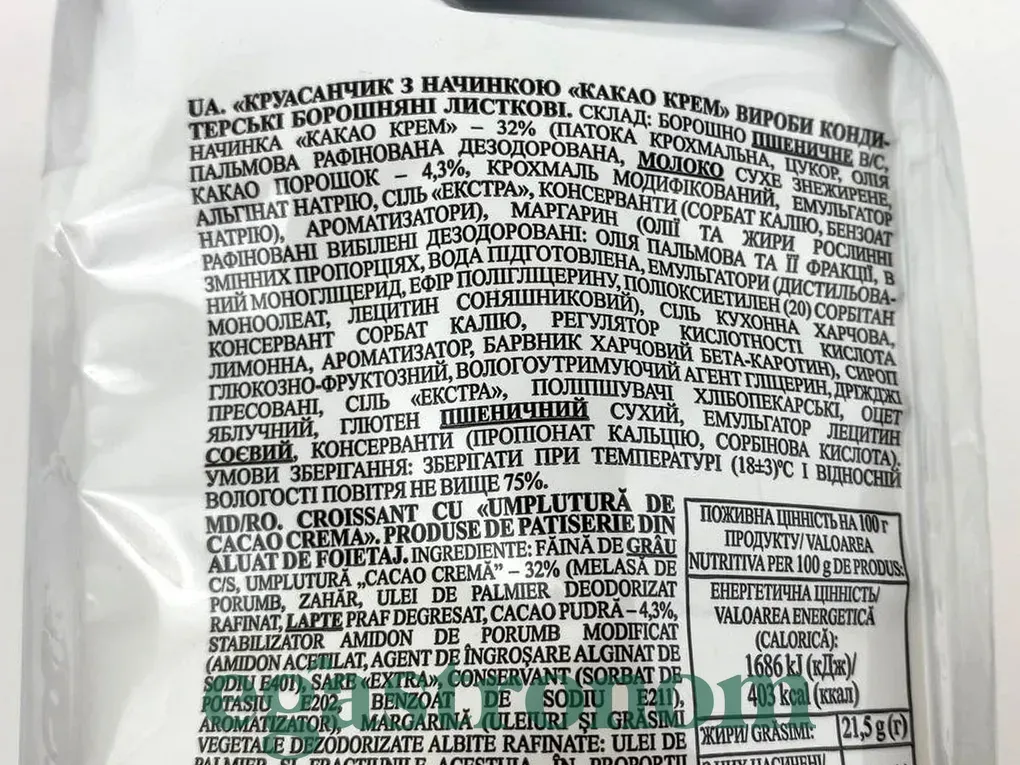 UA. «КРУАСАНЧИК З НАЧИНКОЮ «КАКАО КРЕМ» ВИРОБИ КОНДИ-
ТЕРСЬКІ БОРОШНЯНІ ЛИСТКОВІ. СКЛАД: БОРОШНО ПШЕНИЧНЕ В/С,
НАЧИНКА «КАКАО КРЕМ» – 32% (ПАТОКА КРОХМАЛЬНА, ЦУКОР, ОЛІЯ
ПАЛЬМОВА РАФІНОВАНА ДЕЗОДОРОВАНА, МОЛОКО СУХЕ ЗНЕЖИРЕНЕ,
КАКАО ПОРОШОК – 4,3%, КРОХМАЛЬ МОДИФІКОВАНИЙ, ЕМУЛЬГАТОР
АЛЬГІНАТ НАТРІЮ, СІЛЬ «ЕКСТРА», КОНСЕРВАНТИ (СОРБАТ КАЛІЮ, БЕНЗОАТ
НАТРІЮ), АРОМАТИЗАТОРИ), МАРГАРИН (ОЛІЇ ТА ЖИРИ РОСЛИННІ
РАФІНОВАНІ ВИБІЛЕНІ ДЕЗОДОРОВАНІ: ОЛІЯ ПАЛЬМОВА ТА ЇЇ ФРАКЦІЇ, В
ЗМІННИХ ПРОПОРЦІЯХ, ВОДА ПІДГОТОВЛЕНА, ЕМУЛЬГАТОРИ (ДИСТИЛЬОВА-
НИЙ МОНОГЛІЦЕРИД, ЕФІР ПОЛІГЛІЦЕРИНУ, ПОЛІОКСИЕТИЛЕН (20) СОРБІТАН
МОНООЛЕАТ, ЛЕЦИТИН СОНЯШНИКОВИЙ), СІЛЬ КУХОННА ХАРЧОВА,
КОНСЕРВАНТ СОРБАТ КАЛІЮ, РЕГУЛЯТОР КИСЛОТНОСТІ КИСЛОТА
ЛИМОННА, АРОМАТИЗАТОР, БАРВНИК ХАРЧОВИЙ БЕТА-КАРОТИН), СИРОП
ГЛЮКОЗНО-ФРУКТОЗНИЙ, ВОЛОГОУТРИМУЮЧИЙ АГЕНТ ГЛІЦЕРИН, ДРІЖДЖІ
ПРЕСОВАНІ, СІЛЬ «ЕКСТРА», ПОЛІПШУВАЧІ ХЛІБОПЕКАРСЬКІ, ОЦЕТ
ЯБЛУЧНИЙ, ГЛЮТЕН ПШЕНИЧНИЙ СУХИЙ, ЕМУЛЬГАТОР ЛЕЦИТИН
СОЄВИЙ, КОНСЕРВАНТИ (ПРОПІОНАТ КАЛЬЦІЮ, СОРБІНОВА КИСЛОТА).
УМОВИ ЗБЕРІГАННЯ: ЗБЕРІГАТИ ПРИ ТЕМПЕРАТУРІ (18±3)°С І ВІДНОСНІЙ
ВОЛОГОСТІ ПОВІТРЯ НЕ ВИЩЕ 75%.
MD/RO. CROISSANT CU «UMPLUTURĂ DE
CACAO CREMA». PRODUSE DE PATISERIE DIN
ALUAT DE FOIETAJ. INGREDIENTE: FĂINĂ DE GRÂU
C/S, UMPLUTURĂ „CACAO CREMĂ” – 32% (MELASĂ DE
PORUMB, ZAHĂR, ULEI DE PALMIER DEODORIZAT
RAFINAT, LAPTE PRAF DEGRESAT, CACAO PUDRĂ – 4,3%,
STABILIZATOR AMIDON DE PORUMB MODIFICAT
(AMIDON ACETILAT, AGENT DE ÎNGROȘARE ALGINAT DE
SODIU E401), SARE «EXTRA», CONSERVANT (SORBAT DE
POTASIU E202, BENZOAT DE SODIU E211),
AROMATIZATOR), MARGARINĂ (ULEIURI ȘI GRĂSIMI
VEGETALE DEZODORIZATE ALBITE RAFINATE: ULEI DE
PALMIER ȘI FRACȚIUNILE ACESTUIA, ÎN PROPORȚII
ПОЖИВНА ЦІННІСТЬ НА 100 г
ПРОДУКТУ/ VALOAREA
NUTRITIVA PER 100 g DE PRODUS:
ЕНЕРГЕТИЧНА ЦІННІСТЬ/
VALOAREA ENERGETICĂ
(CALORICĂ):
1686 kJ (кДж)/
403 kcal (ккал)
ЖИРИ/ GRĂSIMI: 21,5 g (г)
З НИХ НАСИЧЕНІ/
gastronom